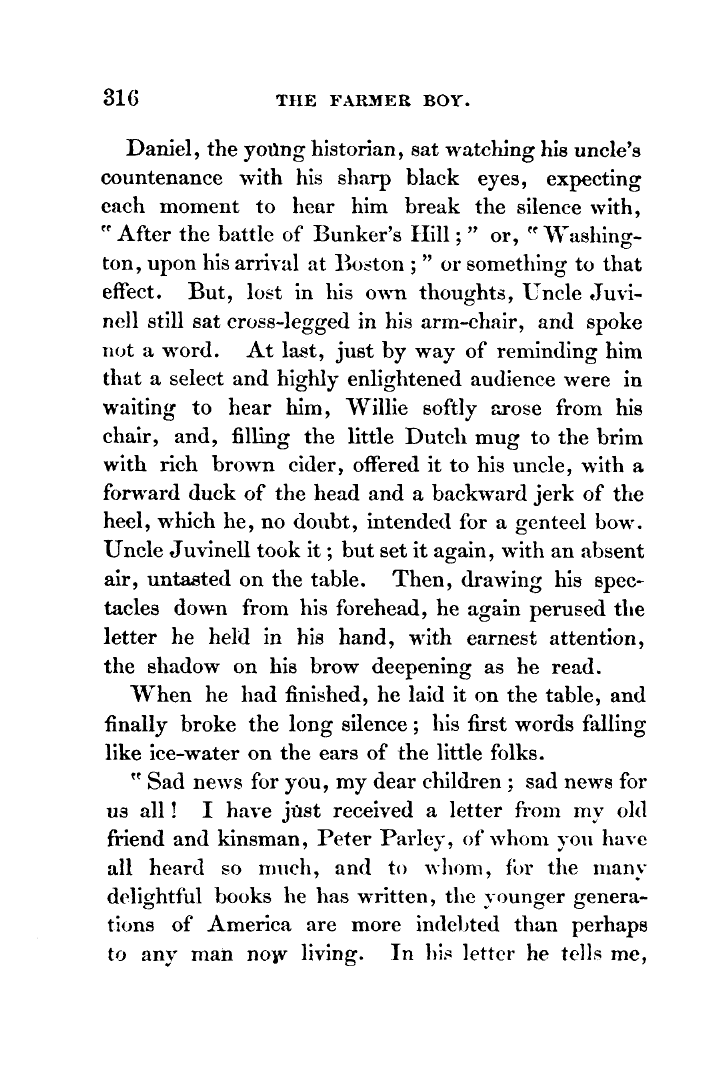 316 THE FARMER BOY.
Daniel, the young historian, sat watching his uncle's
countenance with his sharp black eyes, expecting
each moment to hear him break the silence with,
" After the battle of Bunker's Hill ; " or, " Washing-
ton, upon his arrival at Boston ; " or something to that
effect. But, lost in his own thoughts, Uncle Juvi-
nell still sat cross-legged in his arm-chair, and spoke
not a word. At last, just by way of reminding him
that a select and highly enlightened audience were in
waiting to hear him, Willie softly arose from his
chair, and, filling the little Dutch mug to the brim
with rich brown cider, offered it to his uncle, with a
forward duck of the head and a backward jerk of the
heel, which he, no doubt, intended for a genteel bow.
Uncle Juvinell took it ; but set it again, with an absent
air, untasted on the table. Then, drawing his spec-
tacles down from his forehead, he again perused the
letter he held in his hand, with earnest attention,
the shadow on his brow deepening as he read.
When he had finished, he laid it on the table, and
finally broke the long silence ; his first words falling
like ice-water on the ears of the little folks.
" Sad news for you, my dear children ; sad news for
us all ! I have just received a letter from my old
friend and kinsman, Peter Parley, of whom you have
all heard so much, and to whom, for the many
delightful books he has written, the younger genera-
tions of America are more indebted than perhaps
to any man now living. In his letter he tells me,